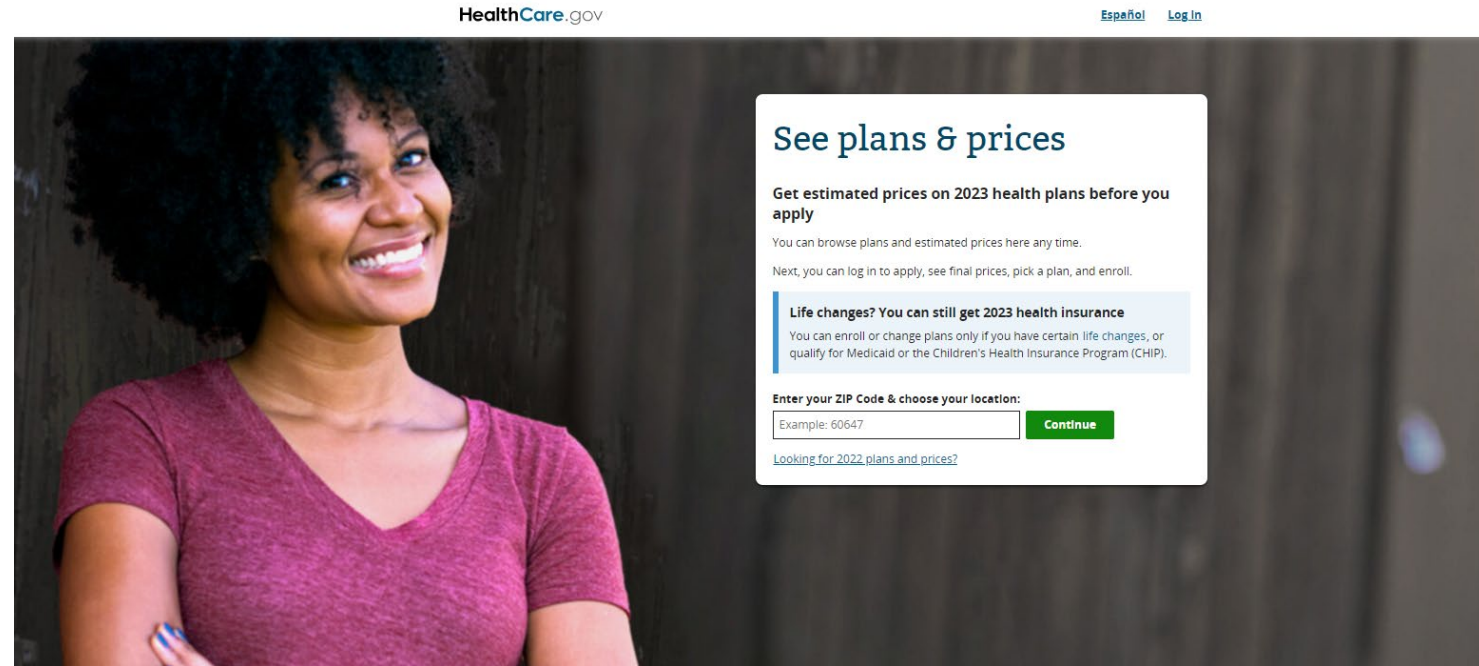 HealthCare.gov
Español Log In
See plans & prices
Get estimated prices on 2023 health plans before you
apply
You can browse plans and estimated prices here any time.
Next, you can log in to apply, see final prices, pick a plan, and enroll.
Life changes? You can still get 2023 health insurance
You can enroll or change plans only if you have certain life changes, or
qualify for Medicaid or the Children's Health Insurance Program (CHIP).
Enter your ZIP Code & choose your location:
Example: 60647 Continue
Looking for 2022 plans and prices?